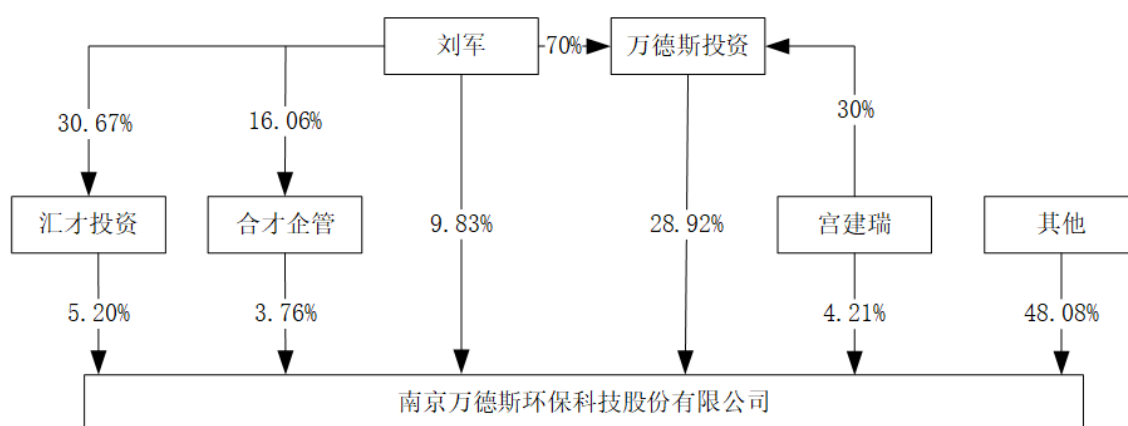 刘军
70%
万德斯投资
30.67%
16.06%
30%
汇才投资
合才企管
9.83%
28.92%
宫建瑞
其他
5.20%
3.76%
4.21%
48.08%
南京万德斯环保科技股份有限公司